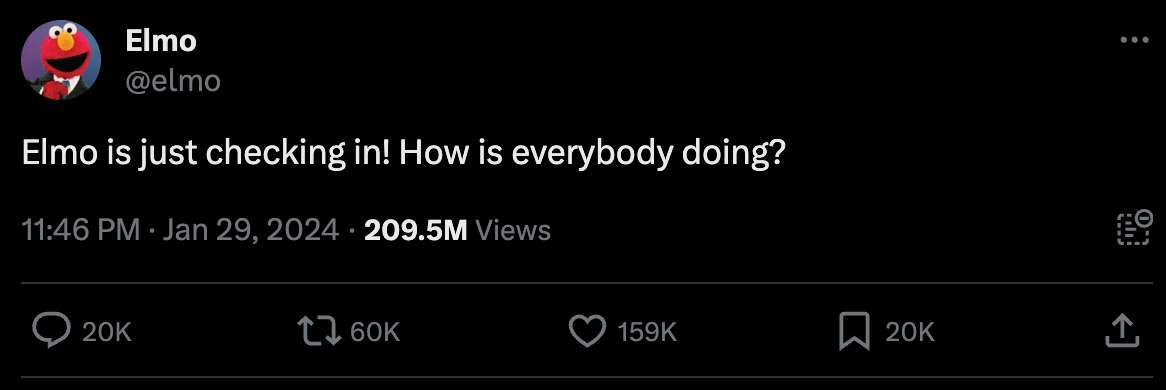 Elmo
@elmo
Elmo is just checking in! How is everybody doing?
11:46 PM · Jan 29, 2024 · 209.5M Views
20K 60K 159K 20K